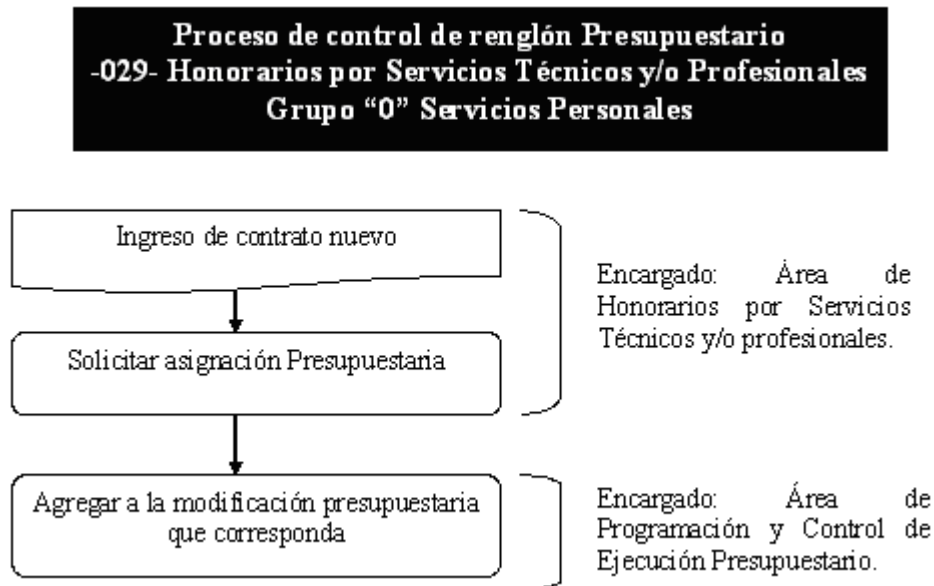 Proceso de control de renglón Presupuestario
-029- Honorarios por Servicios Técnicos y/o Profesionales
Grupo “0” Servicios Personales
Ingreso de contrato nuevo
Encargado: Área de
Honorarios por Servicios
Técnicos y/o profesionales.
Solicitar asignación Presupuestaria
Agregar a la modificación presupuestaria
que corresponda
Encargado: Área de
Programación y Control de
Ejecución Presupuestario.